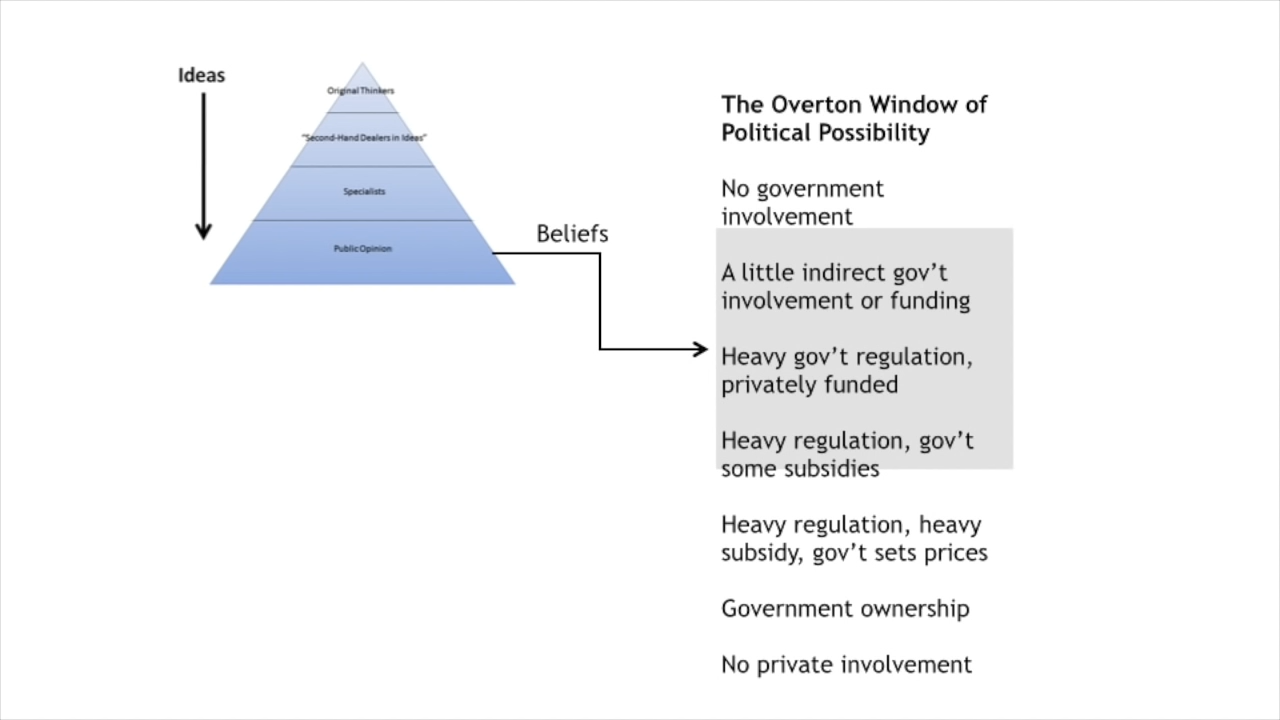 Ideas
Original Thinkers
"Second-Hand Dealers in Ideas"
Specialists
Public Opinion
Beliefs
The Overton Window of
Political Possibility
No government
involvement
A little indirect gov't
involvement or funding
Heavy gov't regulation,
privately funded
Heavy regulation, gov't
some subsidies
Heavy regulation, heavy
subsidy, gov't sets prices
Government ownership
No private involvement